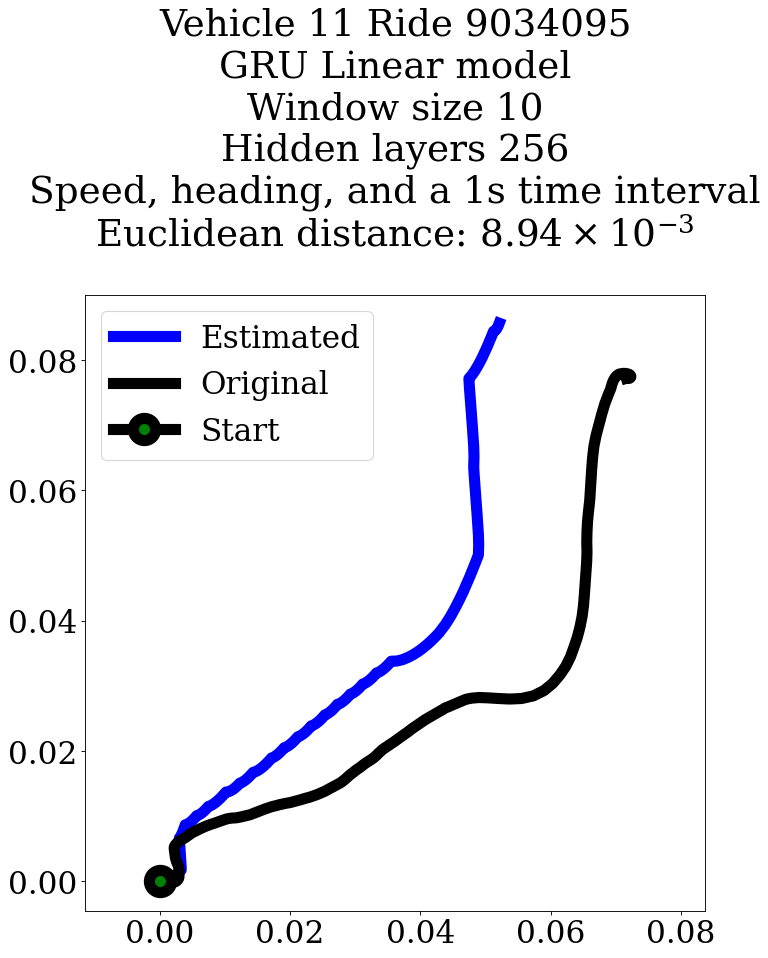 Vehicle 11 Ride 9034095
GRU Linear model
Window size 10
Hidden layers 256
Speed, heading, and a 1s time interval
Euclidean distance: 8.94 × 10⁻³
Estimated
Original
Start
0.08
0.06
0.04
0.02
0.00
0.00 0.02 0.04 0.06 0.08